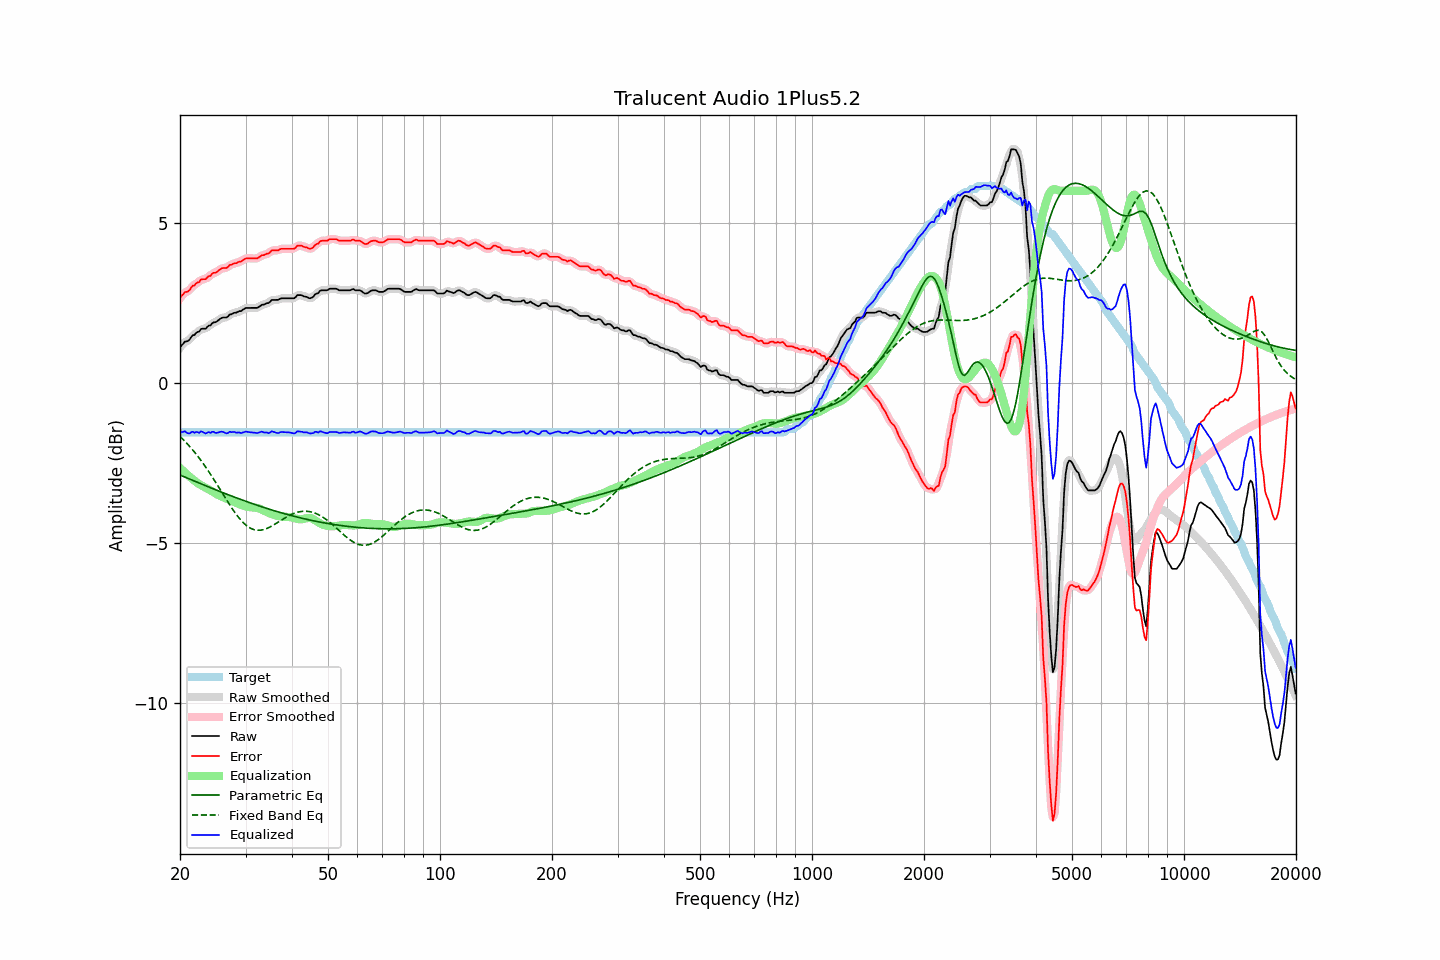 Tralucent Audio 1Plus5.2
Amplitude (dBr)
5
0
−5
−10
Target
Raw Smoothed
Error Smoothed
Raw
Error
Equalization
Parametric Eq
Fixed Band Eq
Equalized
20 50 100 200 500 1000 2000 5000 10000 20000
Frequency (Hz)